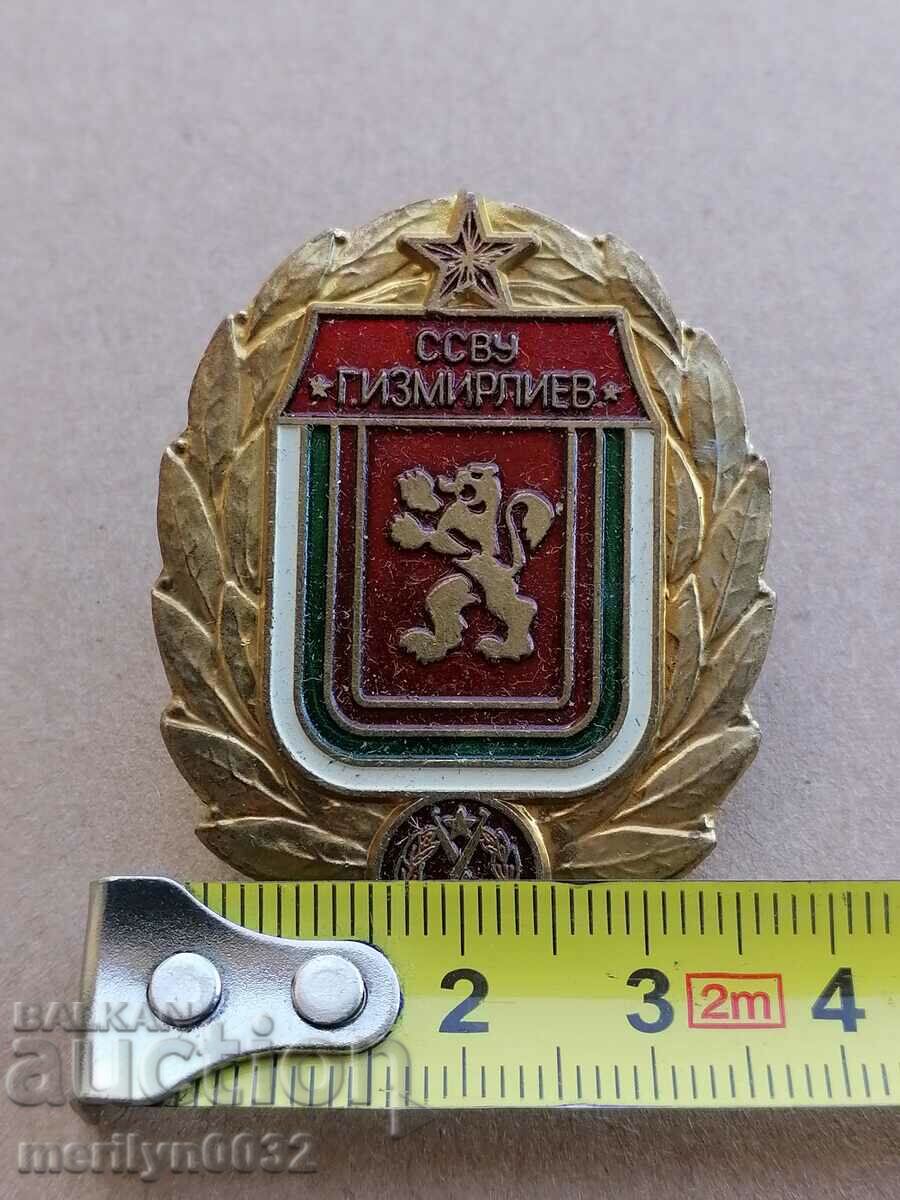 ССВУ
Г.ИЗМИРЛИЕВ
2 3 2m 4
BALKAN
auction
merilyn0032